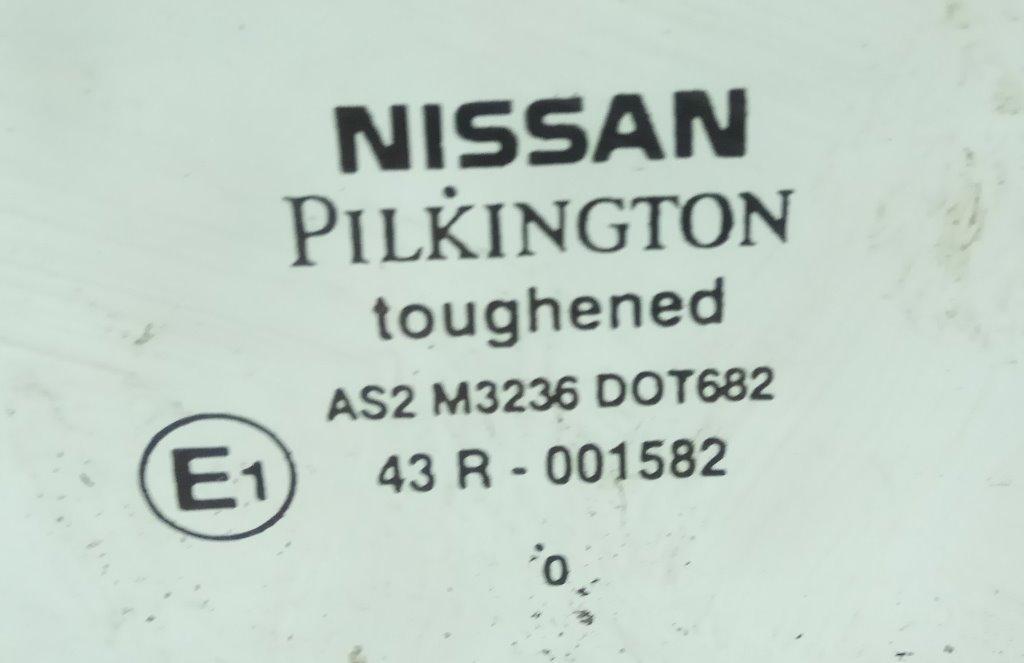 NISSAN
PILKINGTON
toughened
AS2 M3236 DOT682
E1 43 R - 001582
0